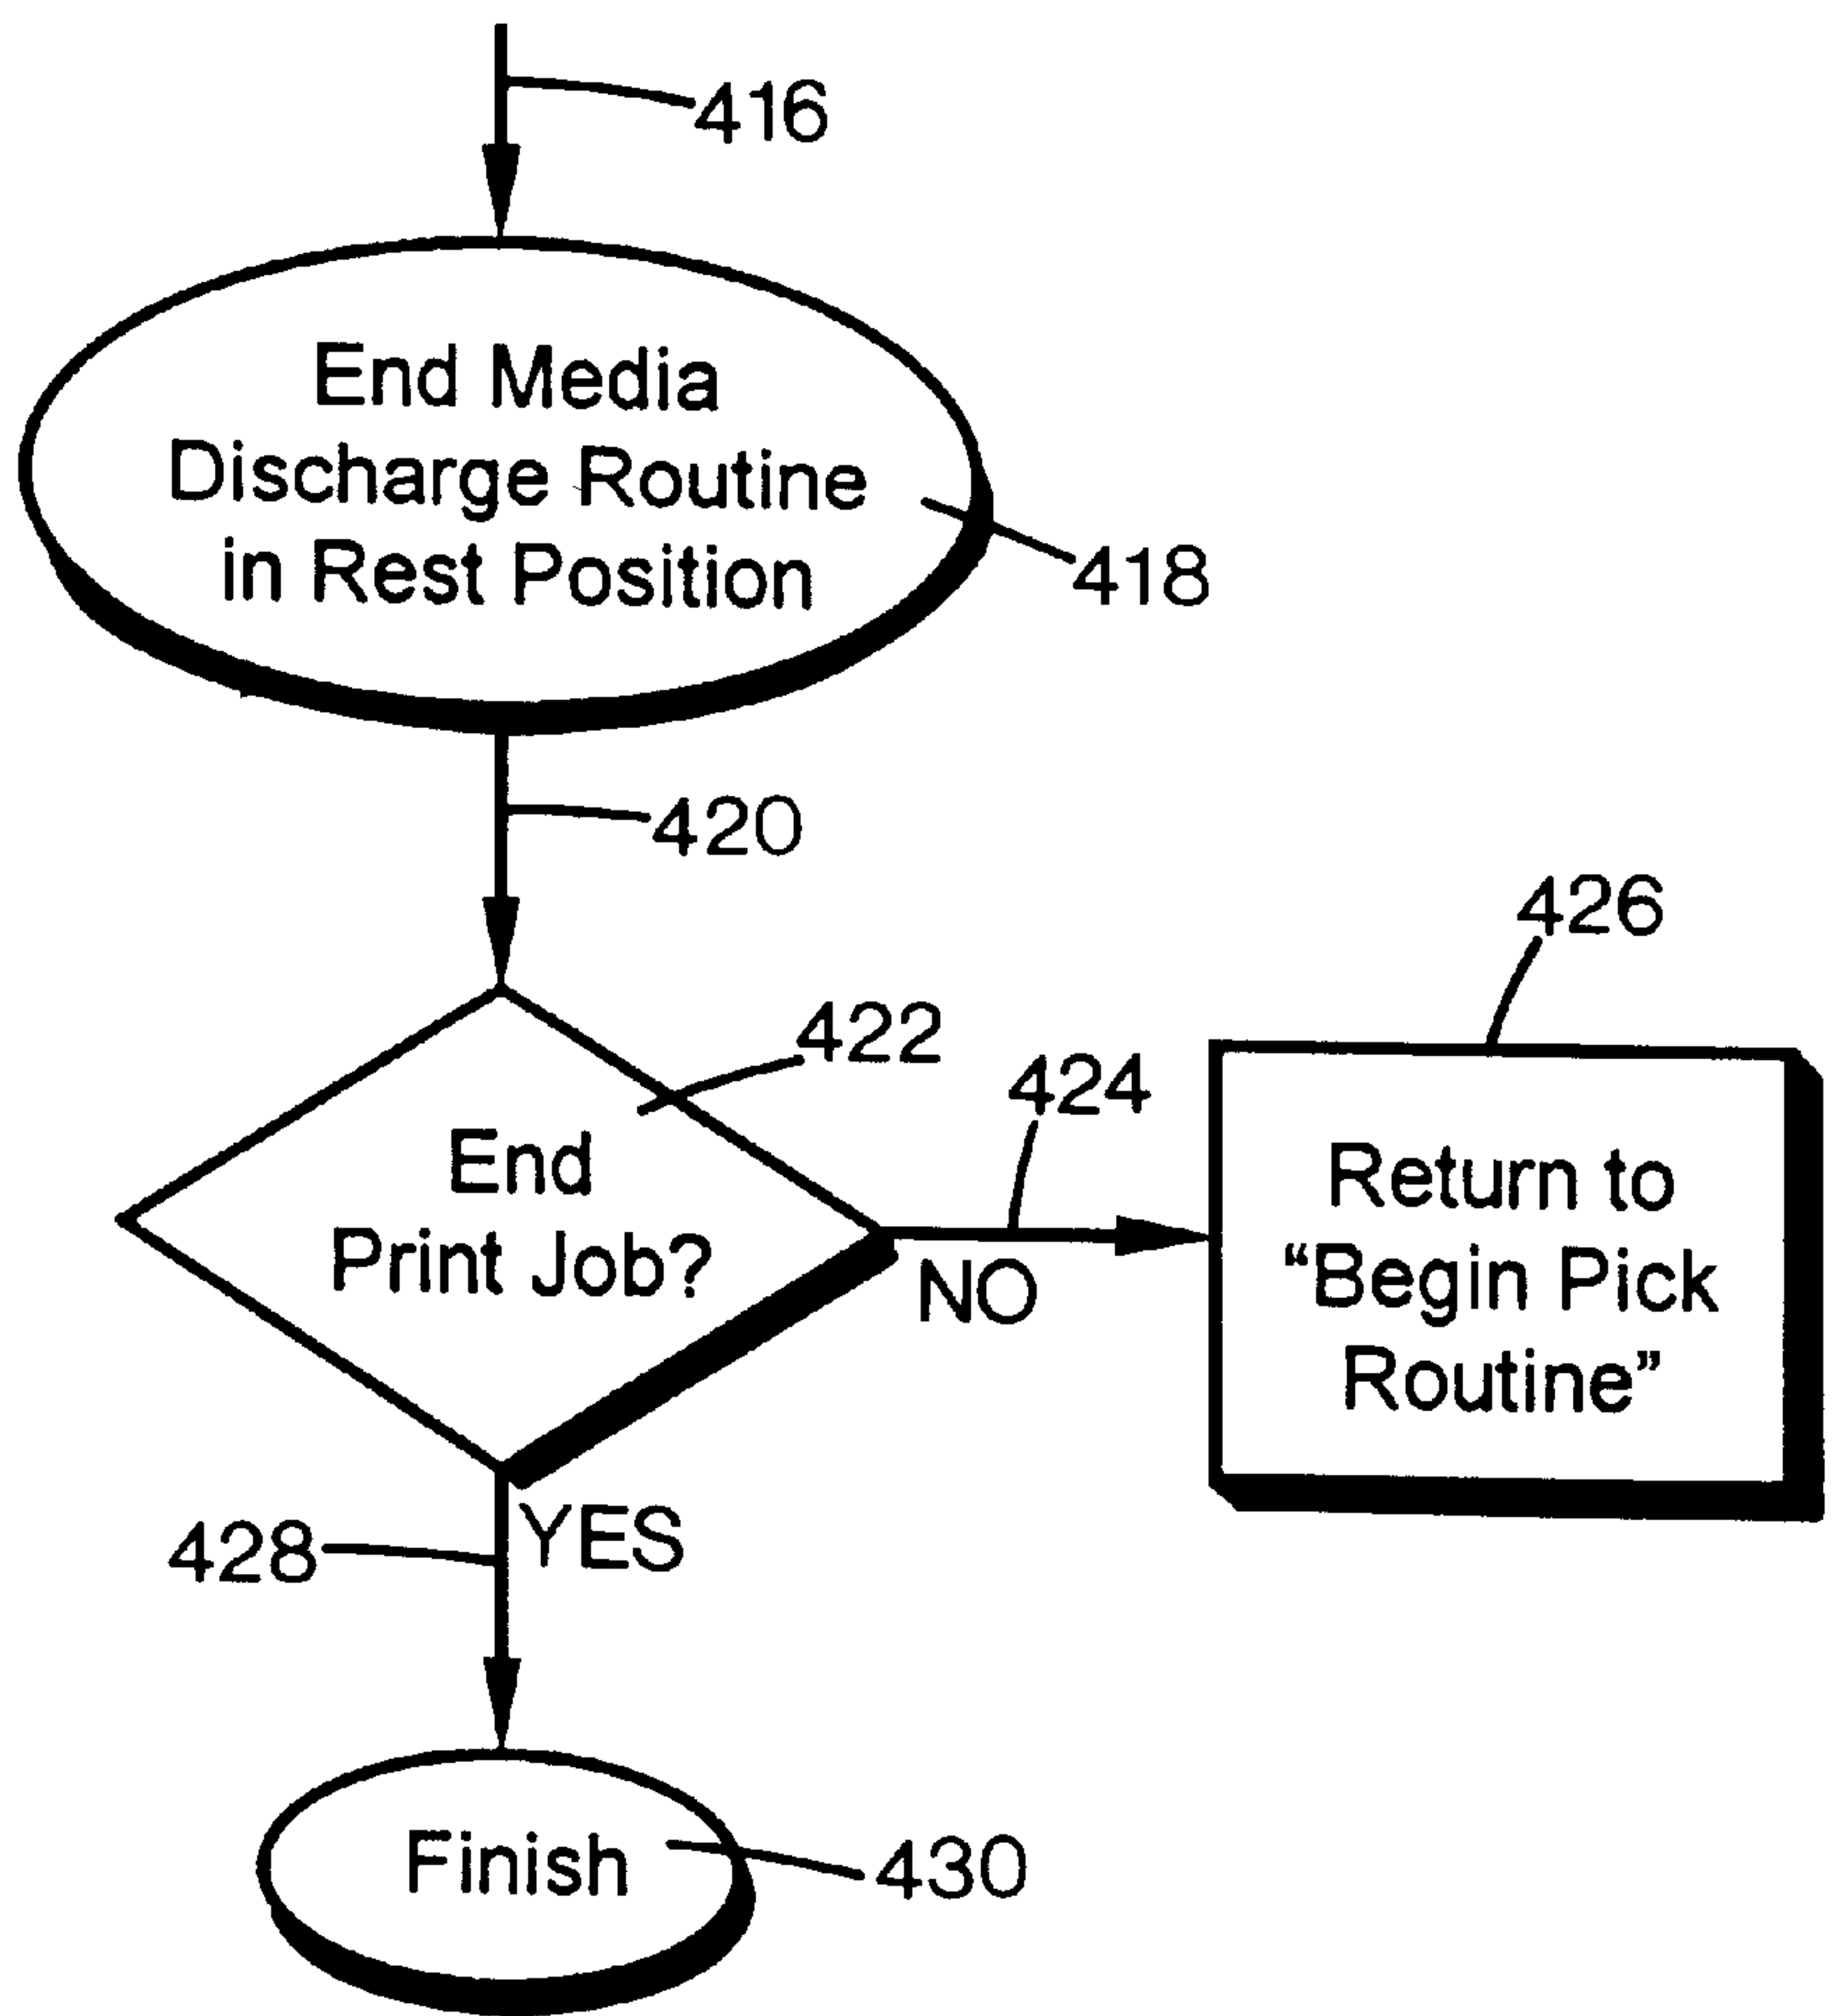 416
End Media
Discharge Routine
in Rest Position
418
420
426
422
424
End
Print Job?
NO
Return to
“Begin Pick
Routine”
428
YES
Finish
430